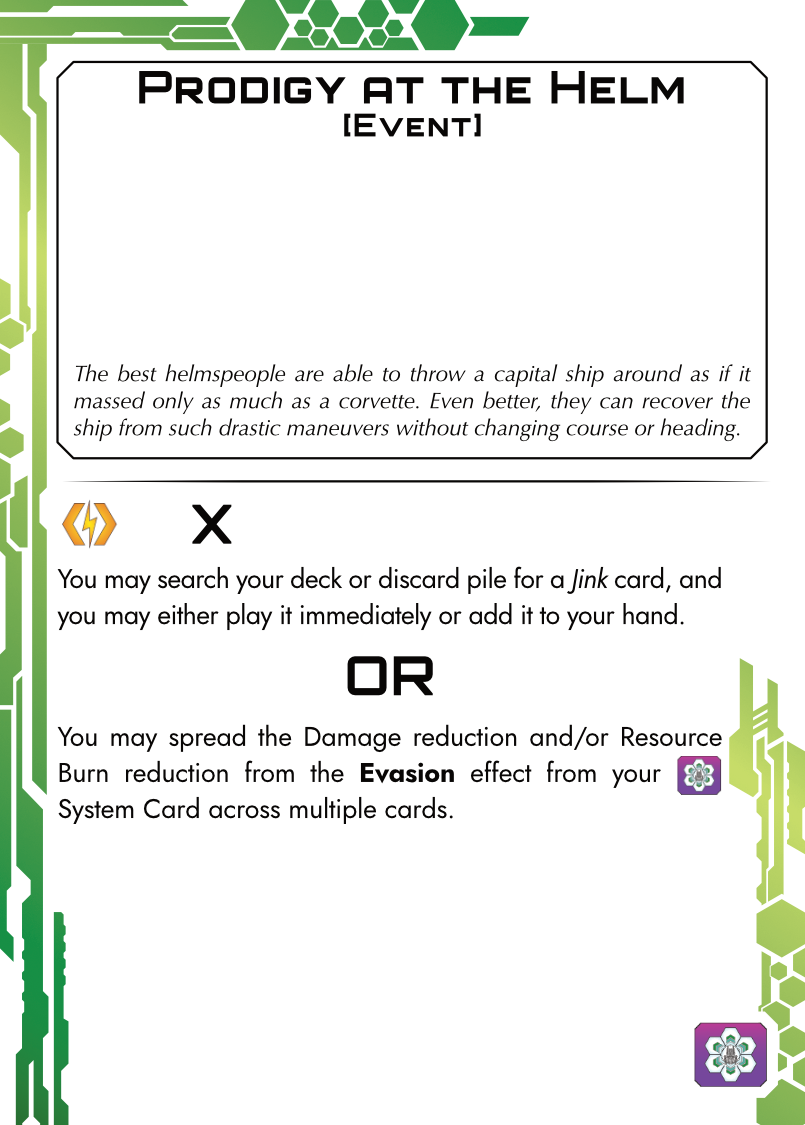 Prodigy at the Helm
[Event]
The best helmspeople are able to throw a capital ship around as if it
massed only as much as a corvette. Even better, they can recover the
ship from such drastic maneuvers without changing course or heading.
X
You may search your deck or discard pile for a Jink card, and
you may either play it immediately or add it to your hand.
OR
You may spread the Damage reduction and/or Resource
Burn reduction from the Evasion effect from your
System Card across multiple cards.